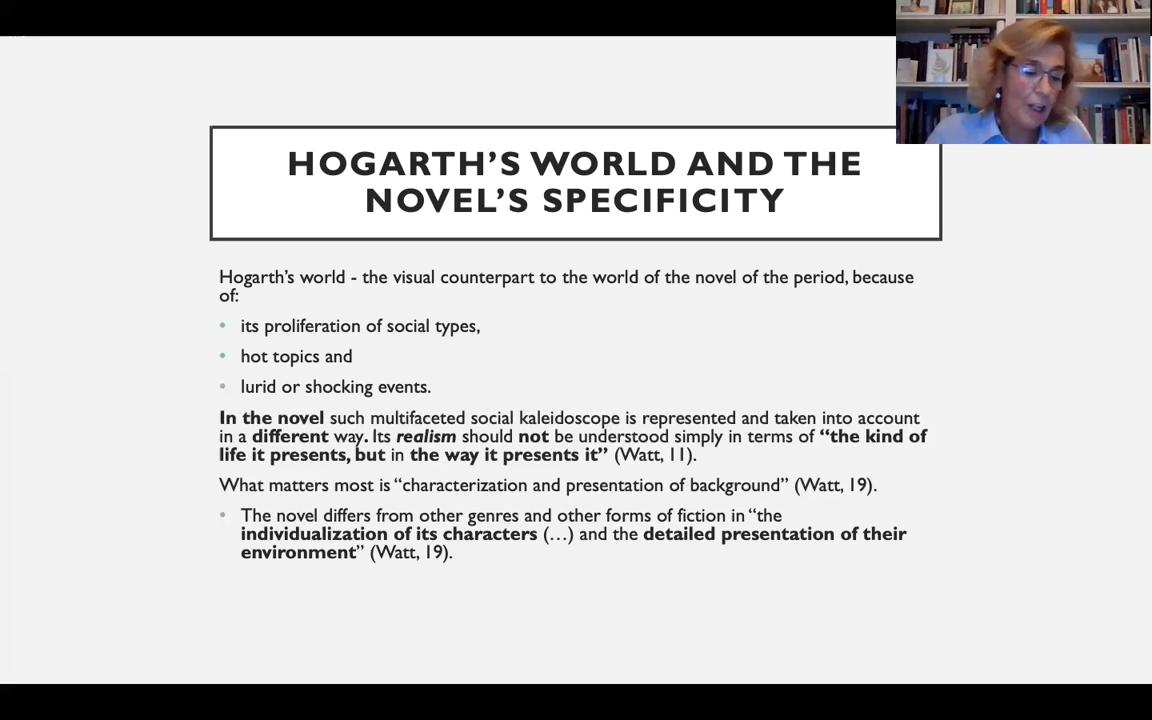 HOGARTH'S WORLD AND THE
NOVEL'S SPECIFICITY
Hogarth's world - the visual counterpart to the world of the novel of the period, because
of:
• its proliferation of social types,
• hot topics and
• lurid or shocking events.
In the novel such multifaceted social kaleidoscope is represented and taken into account
in a different way. Its realism should not be understood simply in terms of “the kind of
life it presents, but in the way it presents it” (Watt, 11).
What matters most is “characterization and presentation of background” (Watt, 19).
• The novel differs from other genres and other forms of fiction in “the
individualization of its characters (…) and the detailed presentation of their
environment” (Watt, 19).